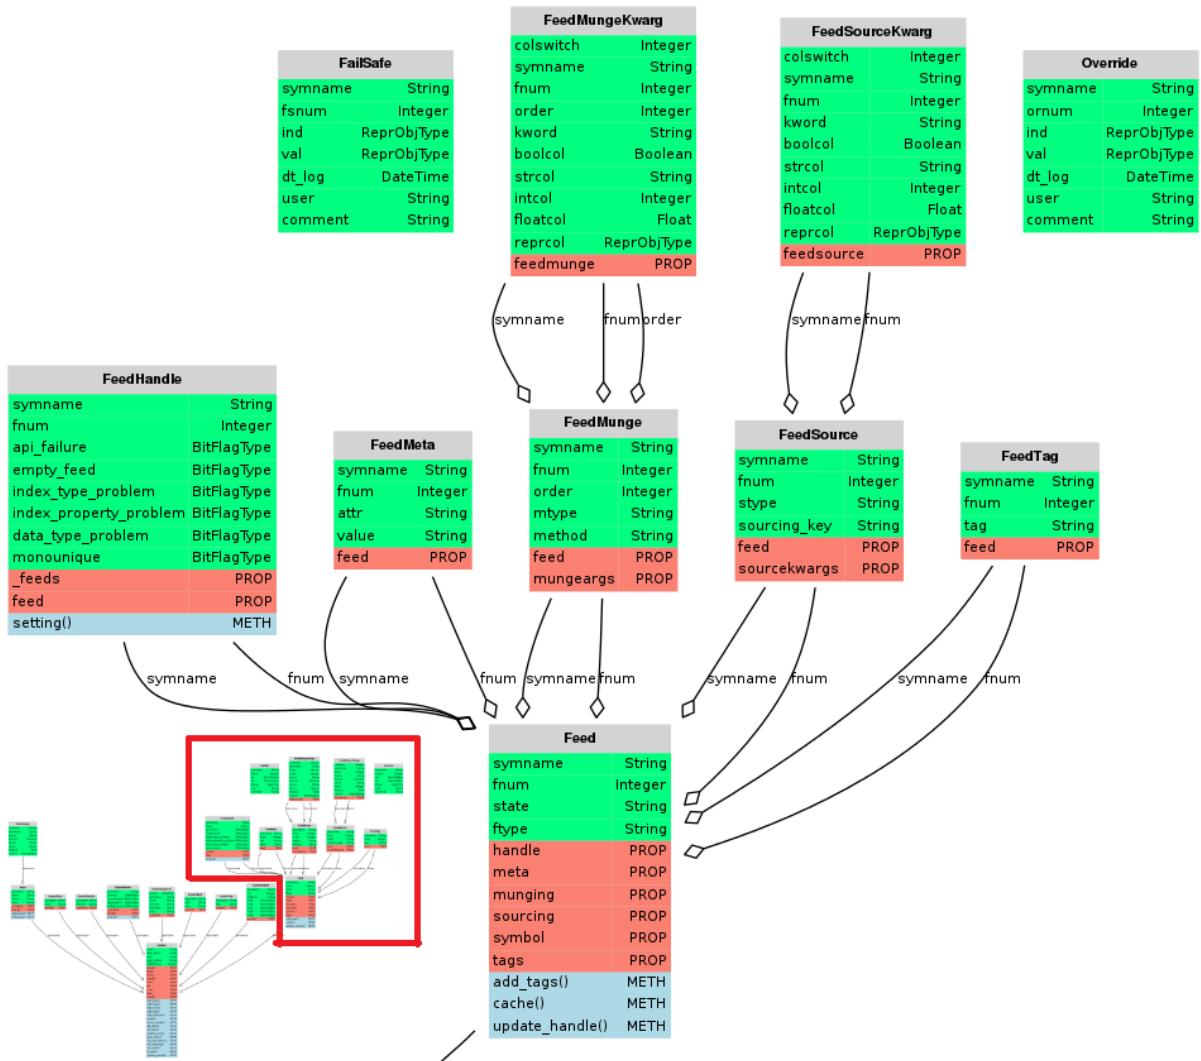 FeedMungeKwarg
colswitch Integer
symname String
fnum Integer
order Integer
kword String
boolcol Boolean
strcol String
intcol Integer
floatcol Float
reprcol ReprObjType
feedmunge PROP
FeedSourceKwarg
colswitch Integer
symname String
fnum Integer
kword String
boolcol Boolean
strcol String
intcol Integer
floatcol Float
reprcol ReprObjType
feedsource PROP
FailSafe
symname String
fsnum Integer
ind ReprObjType
val ReprObjType
dt_log DateTime
user String
comment String
Override
symname String
ornum Integer
ind ReprObjType
val ReprObjType
dt_log DateTime
user String
comment String
symname fnum order
symname fnum
FeedHandle
symname String
fnum Integer
api_failure BitFlagType
empty_feed BitFlagType
index_type_problem BitFlagType
index_property_problem BitFlagType
data_type_problem BitFlagType
monounique BitFlagType
_feeds PROP
feed PROP
setting() METH
FeedMeta
symname String
fnum Integer
attr String
value String
feed PROP
FeedMunge
symname String
fnum Integer
order Integer
mtype String
method String
feed PROP
mungeargs PROP
FeedSource
symname String
fnum Integer
stype String
sourcing_key String
feed PROP
sourcekwargs PROP
FeedTag
symname String
fnum Integer
tag String
feed PROP
symname fnum symname fnum symname fnum symname fnum symname fnum
Feed
symname String
fnum Integer
state String
ftype String
handle PROP
meta PROP
munging PROP
sourcing PROP
symbol PROP
tags PROP
add_tags() METH
cache() METH
update_handle() METH